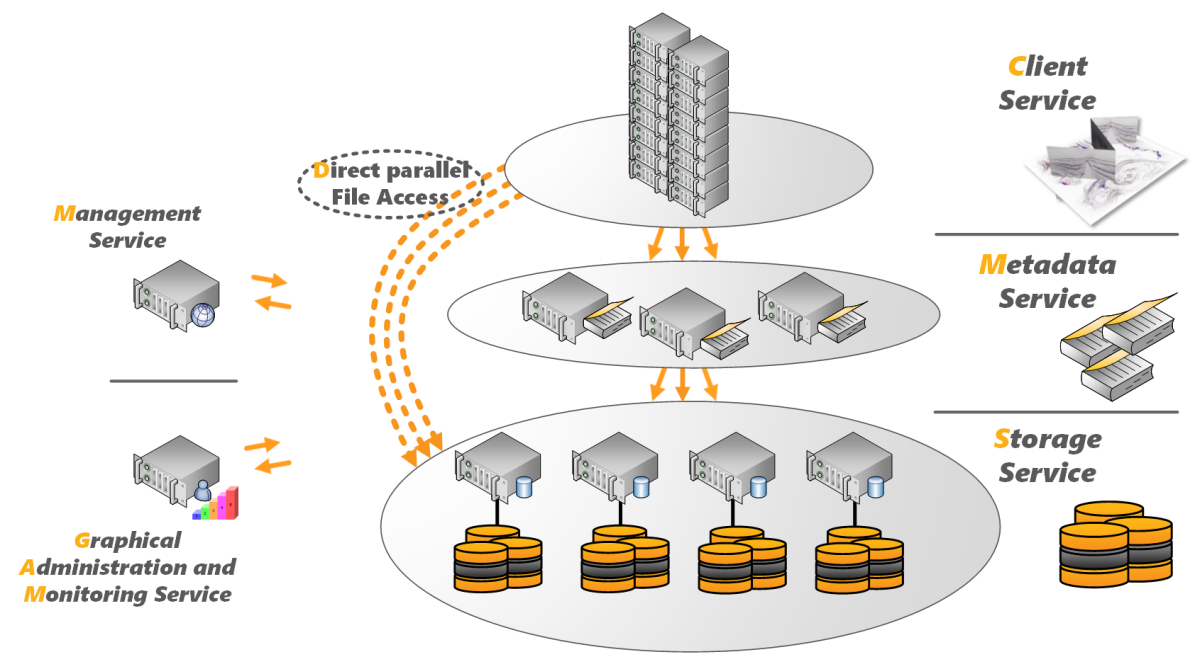 Client
Service
Direct parallel
File Access
Management
Service
Metadata
Service
Storage
Service
Graphical
Administration and
Monitoring Service